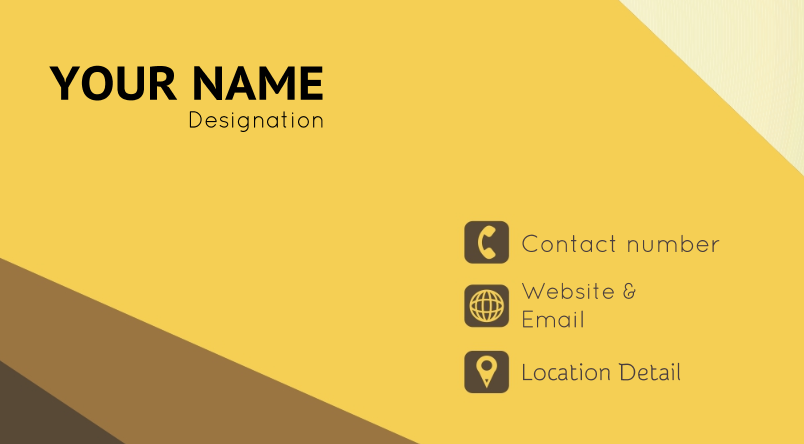 YOUR NAME
Designation
Contact number
Website &
Email
Location Detail